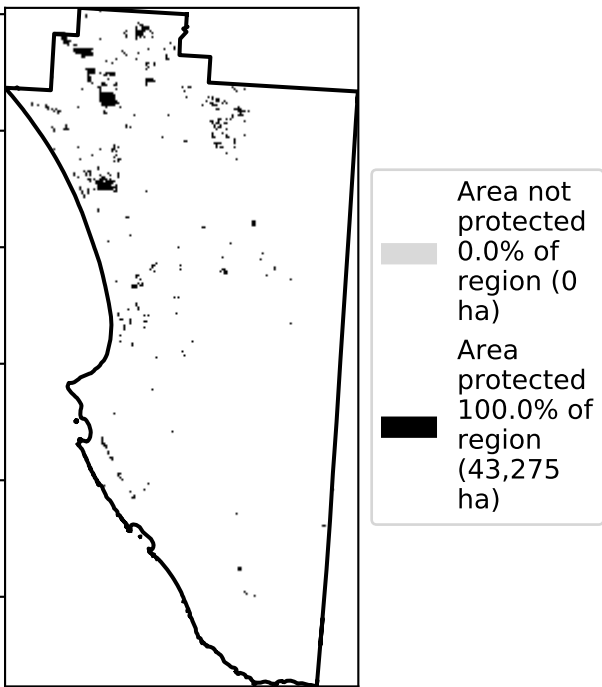 Area not
protected
0.0% of
region (0
ha)
Area
protected
100.0% of
region
(43,275
ha)